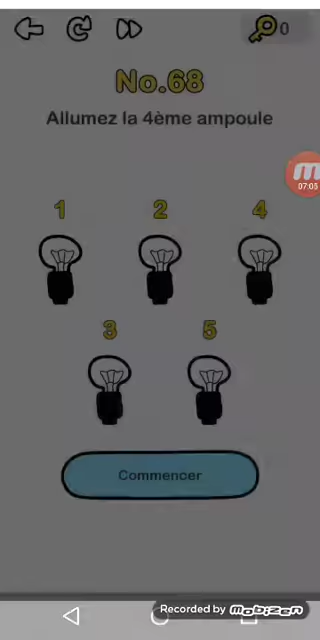 0
No.68
Allumez la 4ème ampoule
07:05
1 2 4
3 5
Commencer
Recorded by MOBIZEN